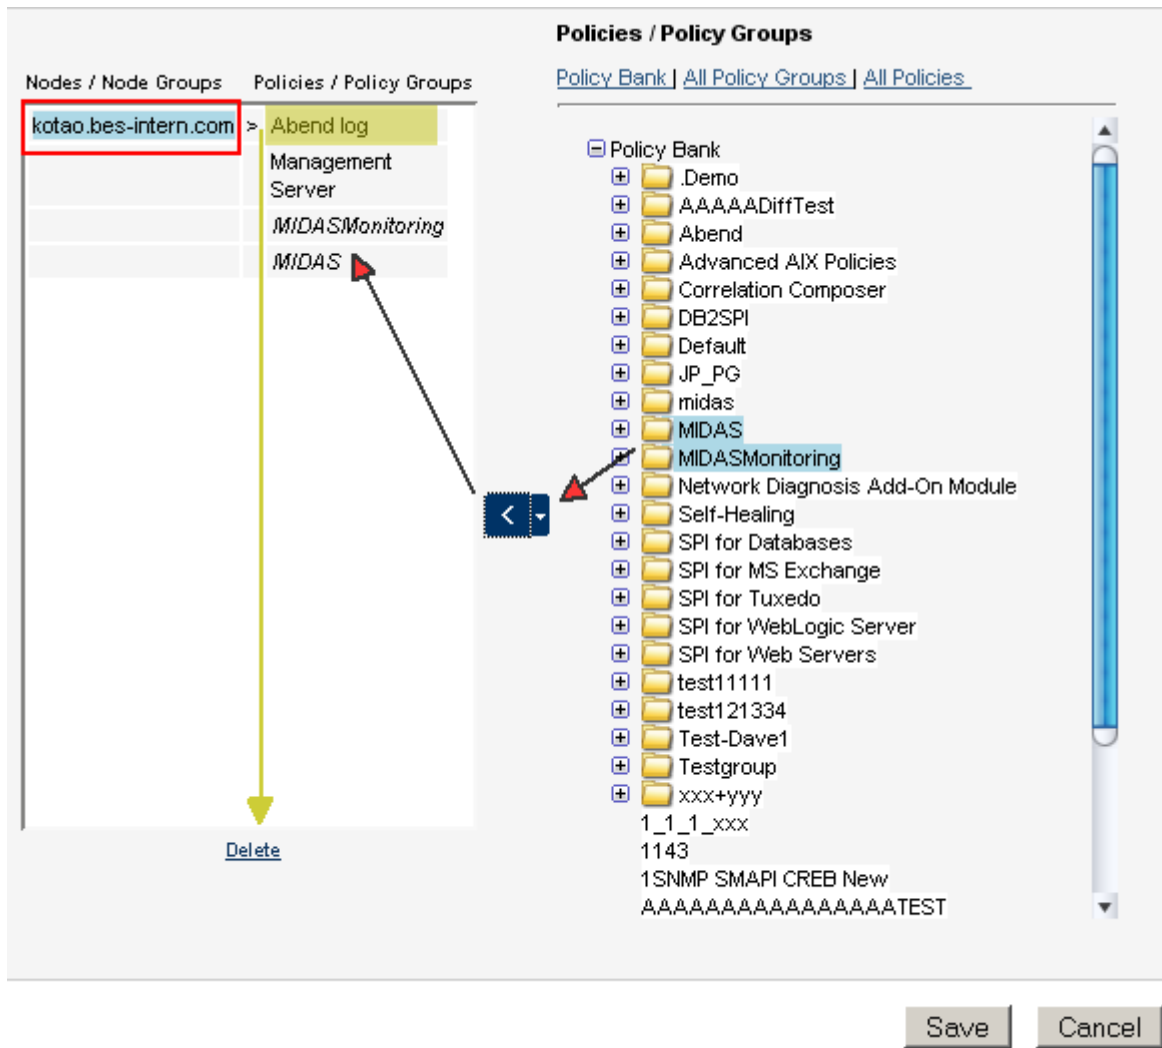 Policies / Policy Groups
Nodes / Node Groups Policies / Policy Groups
Policy Bank | All Policy Groups | All Policies
kotao.bes-intern.com > Abend log
Management
Server
MIDASMonitoring
MIDAS
Delete
Policy Bank
.Demo
AAAAADiffTest
Abend
Advanced AIX Policies
Correlation Composer
DB2SPI
Default
JP_PG
midas
MIDAS
MIDASMonitoring
Network Diagnosis Add-On Module
Self-Healing
SPI for Databases
SPI for MS Exchange
SPI for Tuxedo
SPI for WebLogic Server
SPI for Web Servers
test11111
test121334
Test-Dave1
Testgroup
xxx+yyy
1_1_1_xxx
1143
1SNMP SMAPI CREB New
AAAAAAAAAAAAAAAATEST
Save Cancel